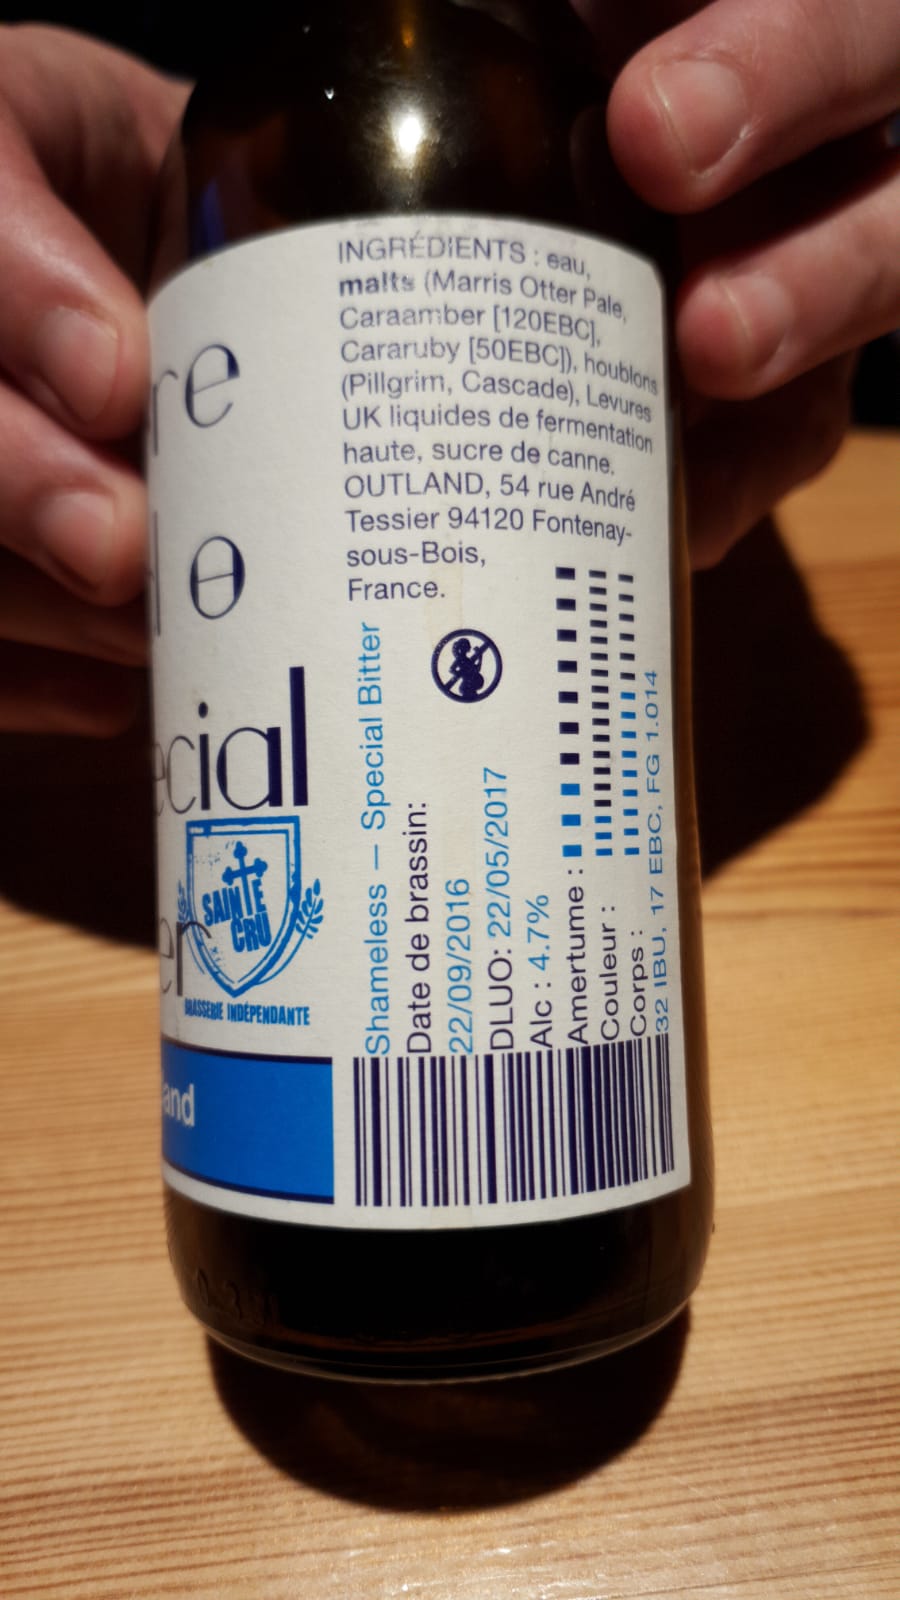 INGRÉDIENTS : eau,
malts (Marris Otter Pale,
Caraamber [120EBC],
Cararuby [50EBC]), houblons
(Pillgrim, Cascade), Levures
UK liquides de fermentation
haute, sucre de canne.
OUTLAND, 54 rue André
Tessier 94120 Fontenay-
sous-Bois,
France.
Shameless – Special Bitter
Date de brassin:
22/09/2016
DLUO: 22/05/2017
Alc : 4.7%
Amertume :
Couleur :
Corps :
32 IBU, 17 EBC, FG 1.014
re
l e
ecial
er
SAINTE
CRU
BRASSERIE INDÉPENDANTE
and